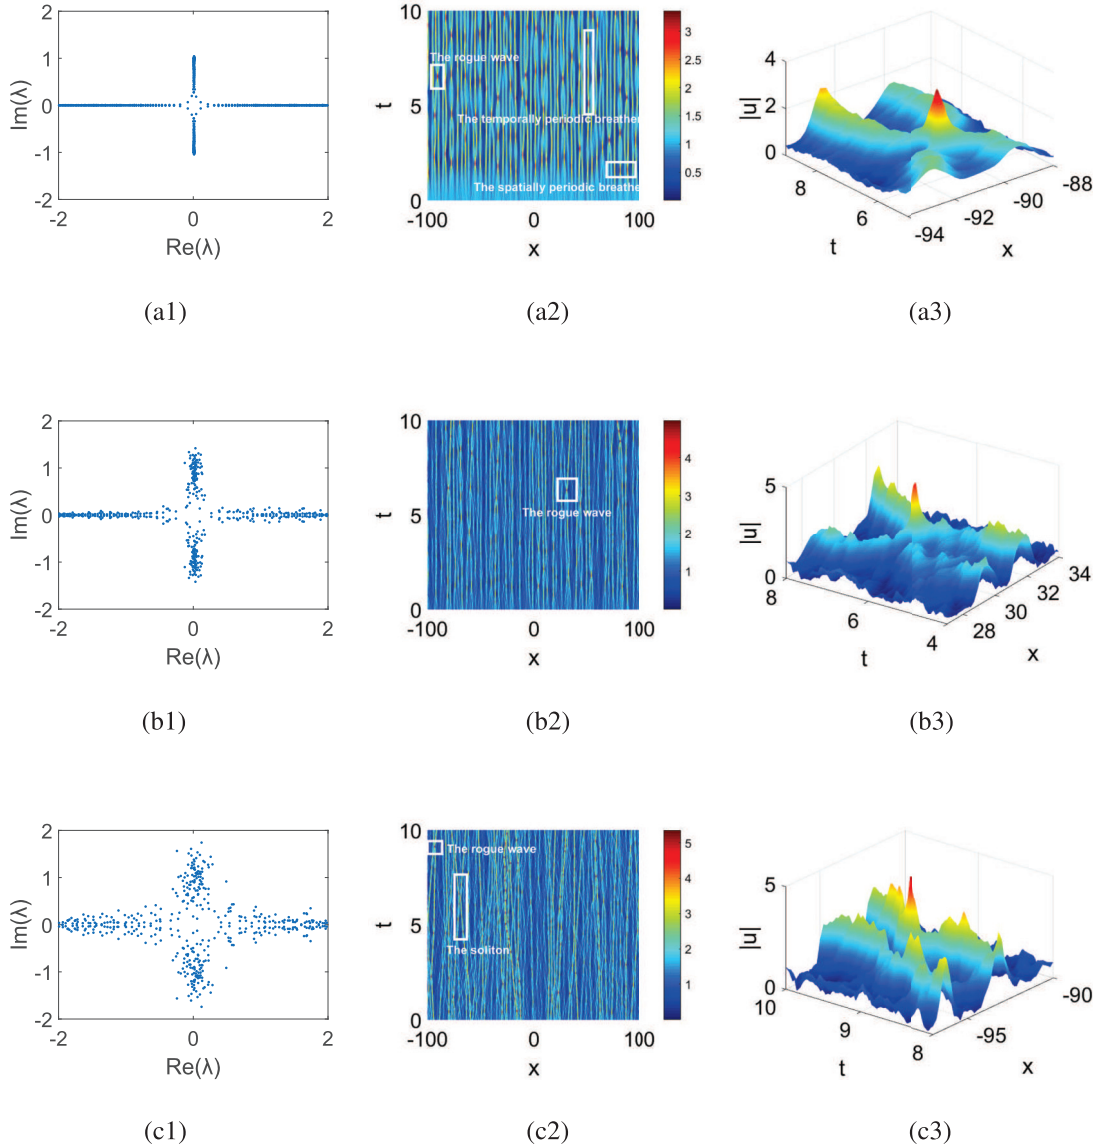 2
1
0
-1
-2
-2
0
2
Im(λ)
Re(λ)
(a1)
10
5
0
-100
0
100
t
x
The rogue wave
The temporally periodic breather
The spatially periodic breathe
3
2.5
2
1.5
1
0.5
(a2)
4
2
0
|u|
8
6
t
-94
-92
-90
-88
x
(a3)
2
1
0
-1
-2
-2
0
2
Im(λ)
Re(λ)
(b1)
10
5
0
-100
0
100
t
x
The rogue wave
4
3
2
1
(b2)
5
0
|u|
8
6
4
t
28
30
32
34
x
(b3)
2
1
0
-1
-2
-2
0
2
Im(λ)
Re(λ)
(c1)
10
5
0
-100
0
100
t
x
The rogue wave
The soliton
5
4
3
2
1
(c2)
5
0
|u|
10
9
8
t
-95
-90
x
(c3)